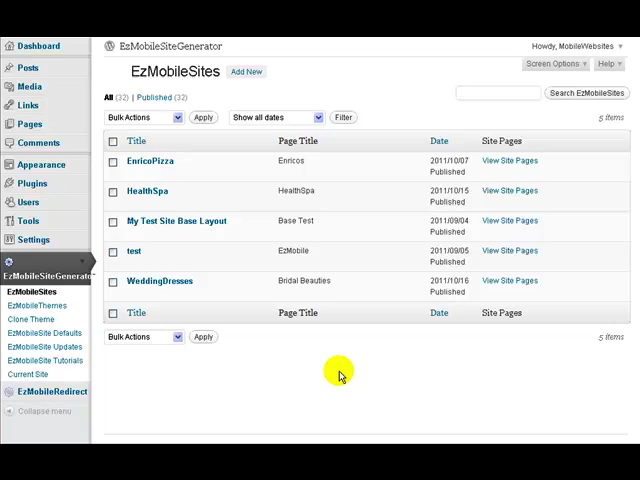 Dashboard
EzMobileSiteGenerator
Howdy, MobileWebsites
Posts
EzMobileSites
Add New
Screen Options
Help
Media
Links
All (32) | Published (32)
Search EzMobileSites
Pages
Bulk Actions
Apply
Show all dates
Filter
5 items
Comments
Title
Page Title
Date
Site Pages
Appearance
EnricoPizza
Enricos
2011/10/07
Published
View Site Pages
Plugins
HealthSpa
HealthSpa
2011/10/15
Published
View Site Pages
Users
Tools
My Test Site Base Layout
Base Test
2011/09/04
Published
View Site Pages
Settings
test
EzMobile
2011/09/05
Published
View Site Pages
EzMobileSiteGenerator
WeddingDresses
Bridal Beauties
2011/10/16
Published
View Site Pages
EzMobileSites
EzMobileThemes
Title
Page Title
Date
Site Pages
Clone Theme
EzMobileSite Defaults
Bulk Actions
Apply
5 items
EzMobileSite Updates
EzMobileSite Tutorials
Current Site
EzMobileRedirect
Collapse menu